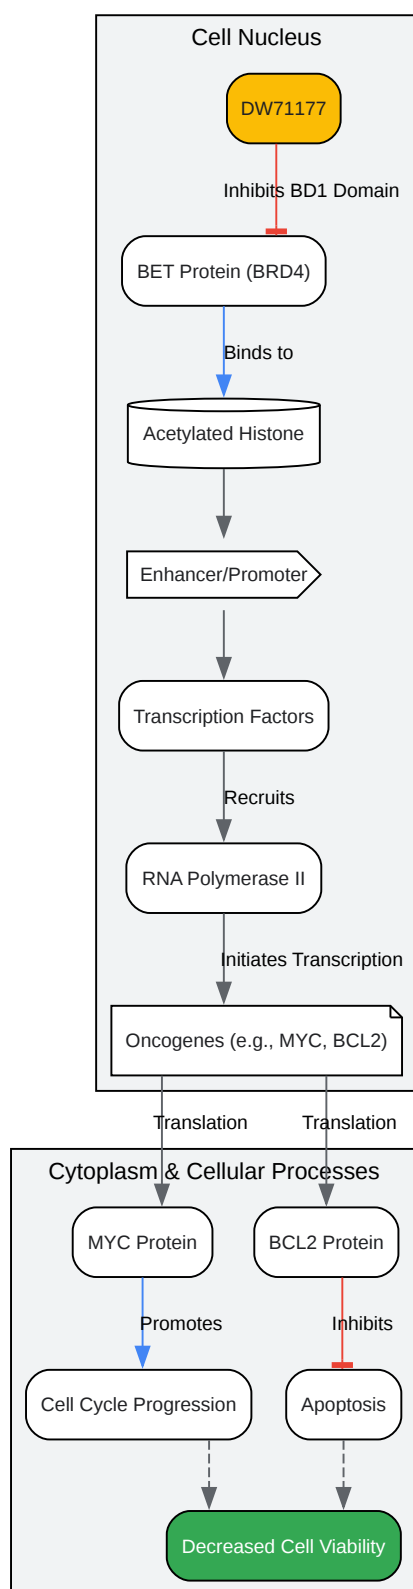 Cell Nucleus
DW71177
Inhibits BD1 Domain
BET Protein (BRD4)
Binds to
Acetylated Histone
Enhancer/Promoter
Transcription Factors
Recruits
RNA Polymerase II
Initiates Transcription
Oncogenes (e.g., MYC, BCL2)
Translation
Translation
Cytoplasm & Cellular Processes
MYC Protein
BCL2 Protein
Promotes
Inhibits
Cell Cycle Progression
Apoptosis
Decreased Cell Viability